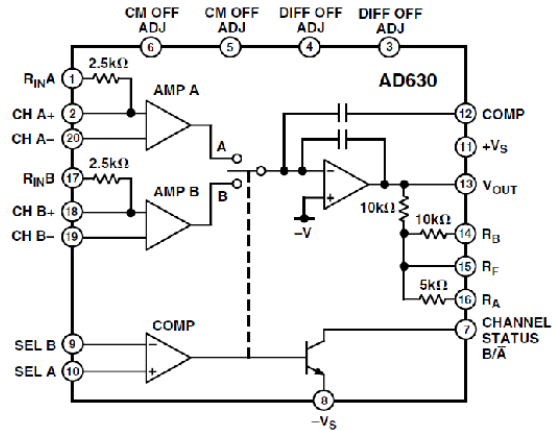 CM OFF ADJ
CM OFF ADJ
DIFF OFF ADJ
DIFF OFF ADJ
6
5
4
3
AD630
2.5kΩ
RINA 1
AMP A
CH A+ 2
CH A− 20
A
12 COMP
11 +VS
2.5kΩ
RINB 17
AMP B
B
−
+
−V
13 VOUT
10kΩ
CH B+ 18
CH B− 19
10kΩ
14 RB
15 RF
5kΩ
16 RA
COMP
7 CHANNEL STATUS B/A̅
SEL B 9
−
SEL A 10
+
8
−VS